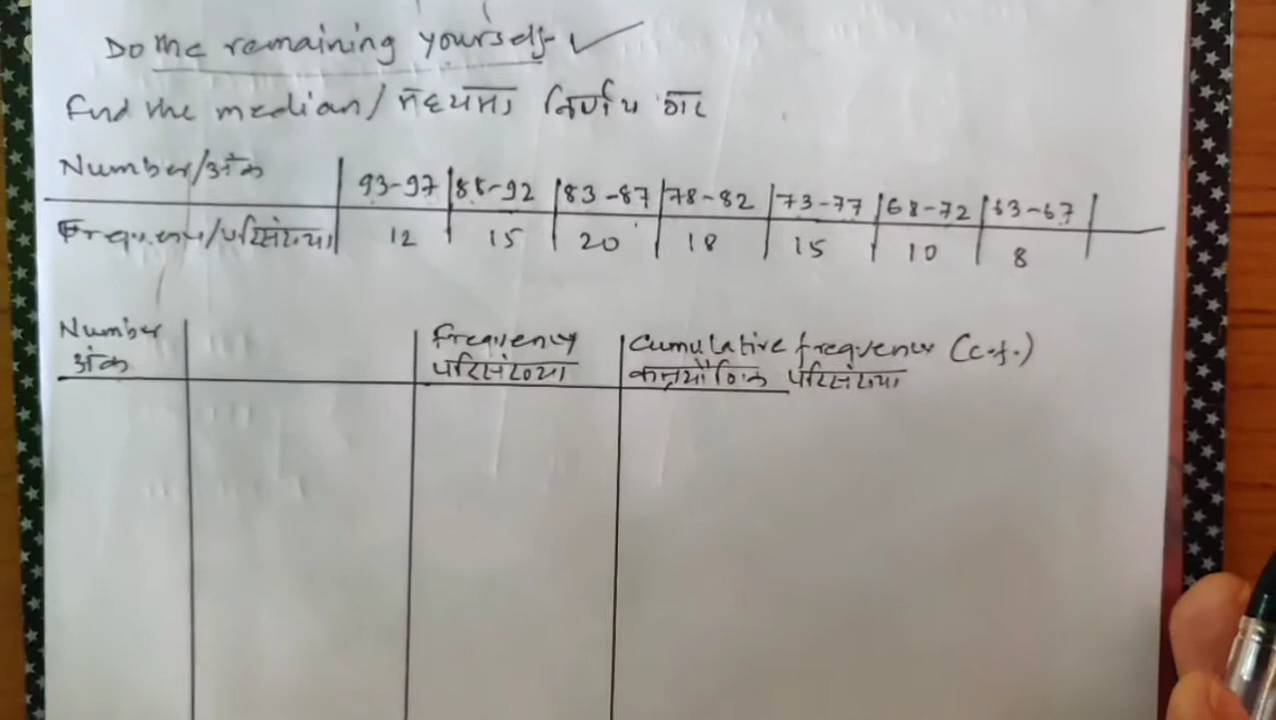 Do the remaining yourself ✓
Find the median/ मध्यमा निर्णय कर
Number/अंक 93-97 88-92 83-87 78-82 73-77 68-72 63-67
Frequency/परिसंख्या 12 15 20 18 15 10 8
Number Frequency Cumulative frequency (c.f.)
अंक परिसंख्या परिसंख्या